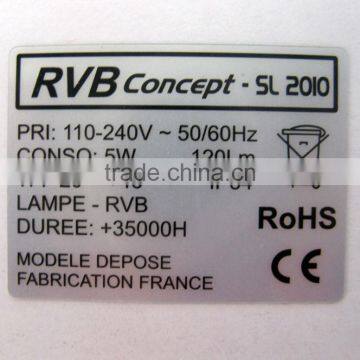 RVB Concept - SL 2010
PRI: 110-240V ~ 50/60Hz
CONSO: 5W 120Lm
trade.china.cn
LAMPE - RVB
RoHS
DUREE: +35000H
CE
MODELE DEPOSE
FABRICATION FRANCE